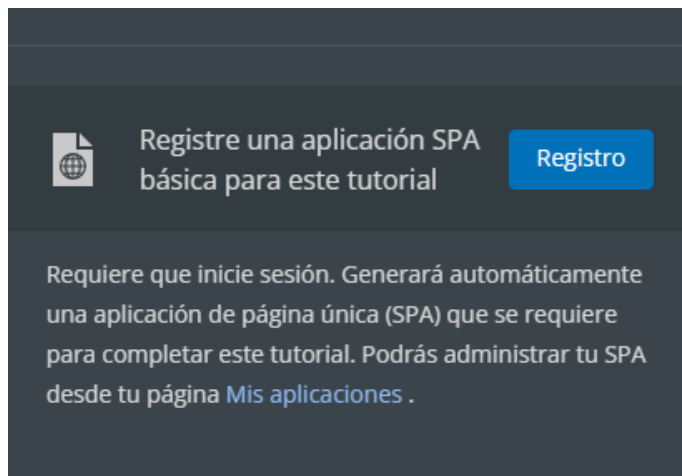 Registre una aplicación SPA
básica para este tutorial
Registro
Requiere que inicie sesión. Generará automáticamente
una aplicación de página única (SPA) que se requiere
para completar este tutorial. Podrás administrar tu SPA
desde tu página Mis aplicaciones .